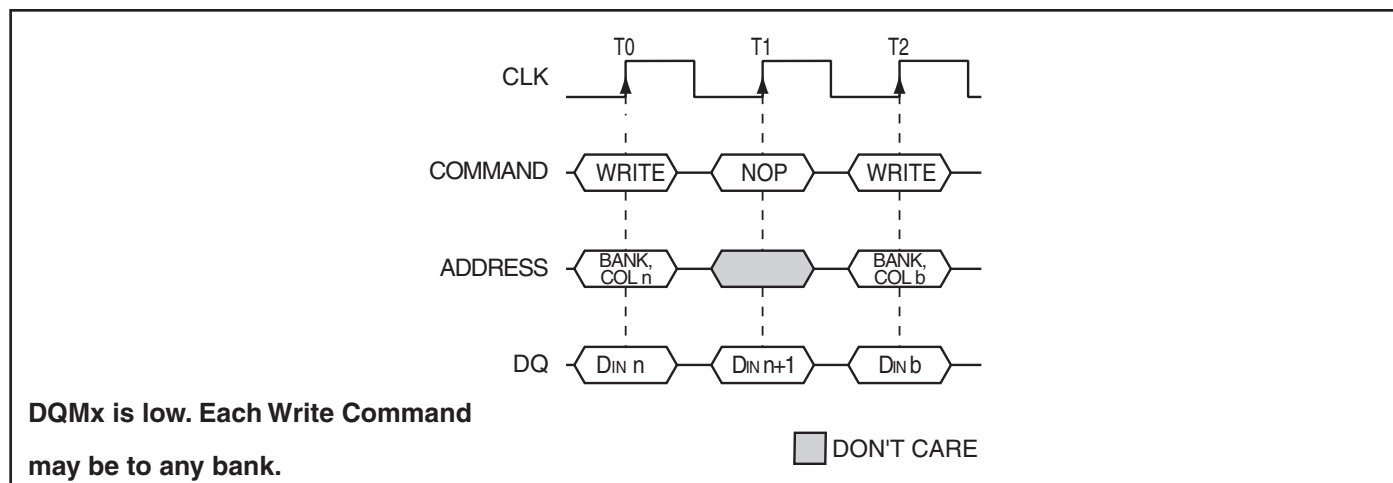 T0 T1 T2
CLK
COMMAND WRITE NOP WRITE
ADDRESS BANK, COL n BANK, COL b
DQ DIN n DIN n+1 DIN b
DQMx is low. Each Write Command
may be to any bank.
DON'T CARE